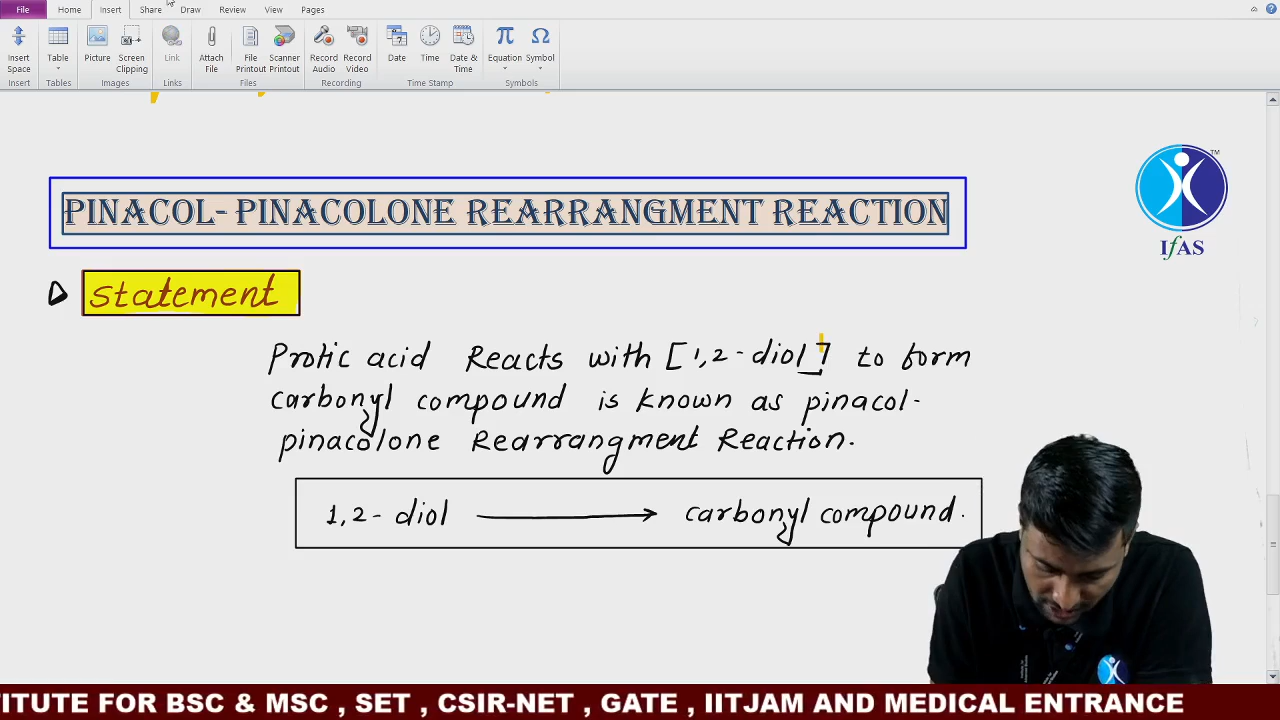 File Home Insert Share Draw Review View Pages
Insert Space Table Picture Screen Clipping Link Attach File File Printout Scanner Printout Record Audio Record Video Date Time Date & Time Equation Symbol
Insert Tables Images Links Files Recording Time Stamp Symbols
PINACOL- PINACOLONE REARRANGMENT REACTION
TM
IfAS
Statement
Protic acid Reacts with [1,2-diol] to form
carbonyl compound is known as pinacol-
pinacolone Rearrangment Reaction.
1,2- diol → carbonyl compound.
TITUTE FOR BSC & MSC , SET , CSIR-NET , GATE , IITJAM AND MEDICAL ENTRANCE